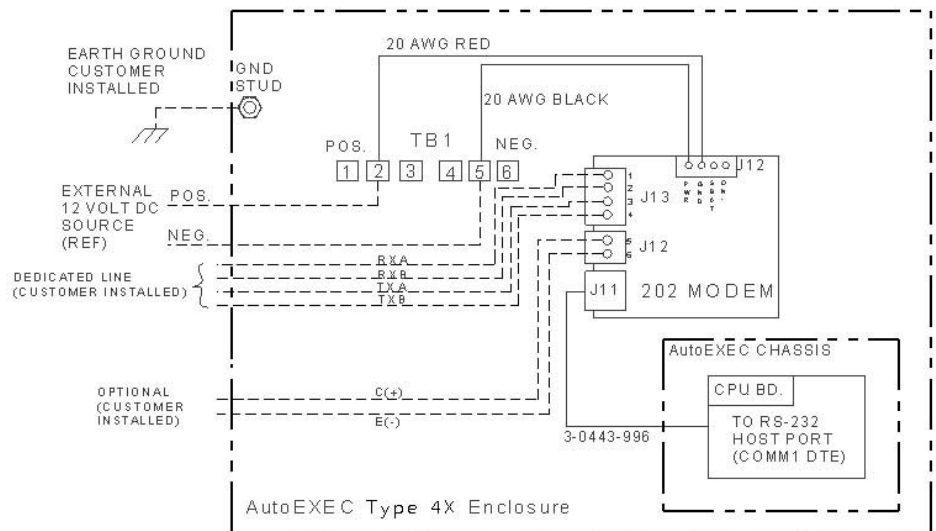 20 AWG RED
EARTH GROUND
CUSTOMER
INSTALLED
GND
STUD
20 AWG BLACK
POS.
TB1
NEG.
1 2 3 4 5 6
J12
PWR
GND
EXTERNAL
12 VOLT DC
SOURCE
(REF)
POS.
NEG.
1
2
3
4
J13
5
6
J12
DEDICATED LINE
(CUSTOMER INSTALLED)
RXA
RXB
TXA
TXB
J11
202 MODEM
AutoEXEC CHASSIS
CPU BD.
TO RS-232
HOST PORT
(COMM1 DTE)
OPTIONAL
(CUSTOMER
INSTALLED)
C(+)
E(-)
3-0443-996
AutoEXEC Type 4X Enclosure